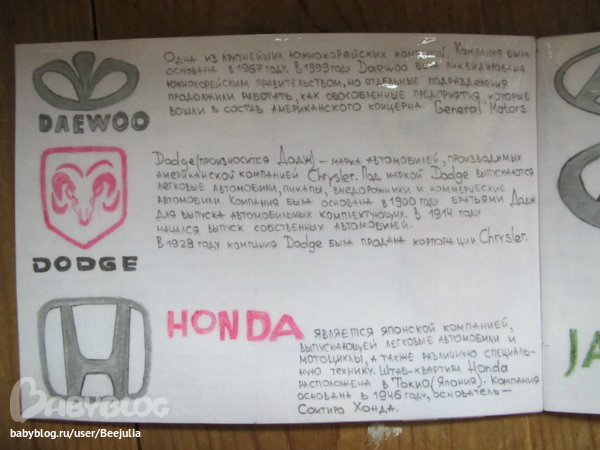 DAEWOO
Одна из крупнейших южнокорейских компаний. Компания была
основана в 1967 году. В 1999 году Daewoo была ликвидирована
южнокорейским правительством, но отдельные подразделения
продолжили работать, как обособленные предприятия, которые
вошли в состав американского концерна General Motors.
DODGE
Dodge (произносится Додж) – марка автомобилей, производимых
американской компанией Chrysler. Под маркой Dodge выпускаются
легковые автомобили, пикапы, внедорожники и коммерческие
автомобили. Компания была основана в 1900 году братьями Додж
для выпуска автомобильных комплектующих. В 1914 году
начался выпуск собственных автомобилей.
В 1928 году компания Dodge была продана корпорации Chrysler.
HONDA является японской компанией,
выпускающей легковые автомобили и
мотоциклы, а также различную специаль-
ную технику. Штаб-квартира Honda
расположена в Токио (Япония). Компания
основана в 1946 году, основатель –
Соитиро Хонда.
JA
BABYBLOG
babyblog.ru/user/Beejulia